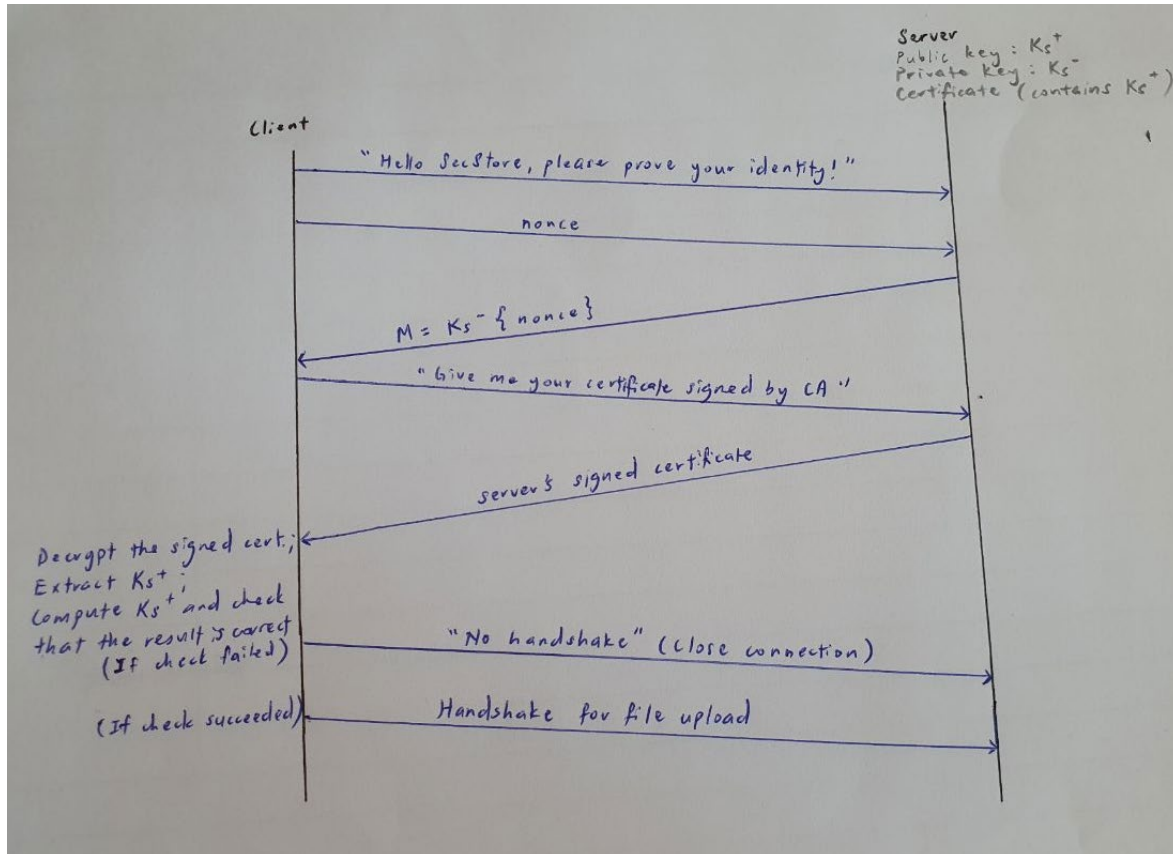 Server
Public key : Ks+
Private key : Ks-
Certificate (contains Ks+)
Client
"Hello SecStore, please prove your identity!"
nonce
M = Ks- { nonce}
"Give me your certificate signed by CA"
server's signed certificate
Decrypt the signed cert.;
Extract Ks+;
Compute Ks+ and check
that the result is correct
(If check failed)
"No handshake" (Close connection)
(If check succeeded)
Handshake for file upload